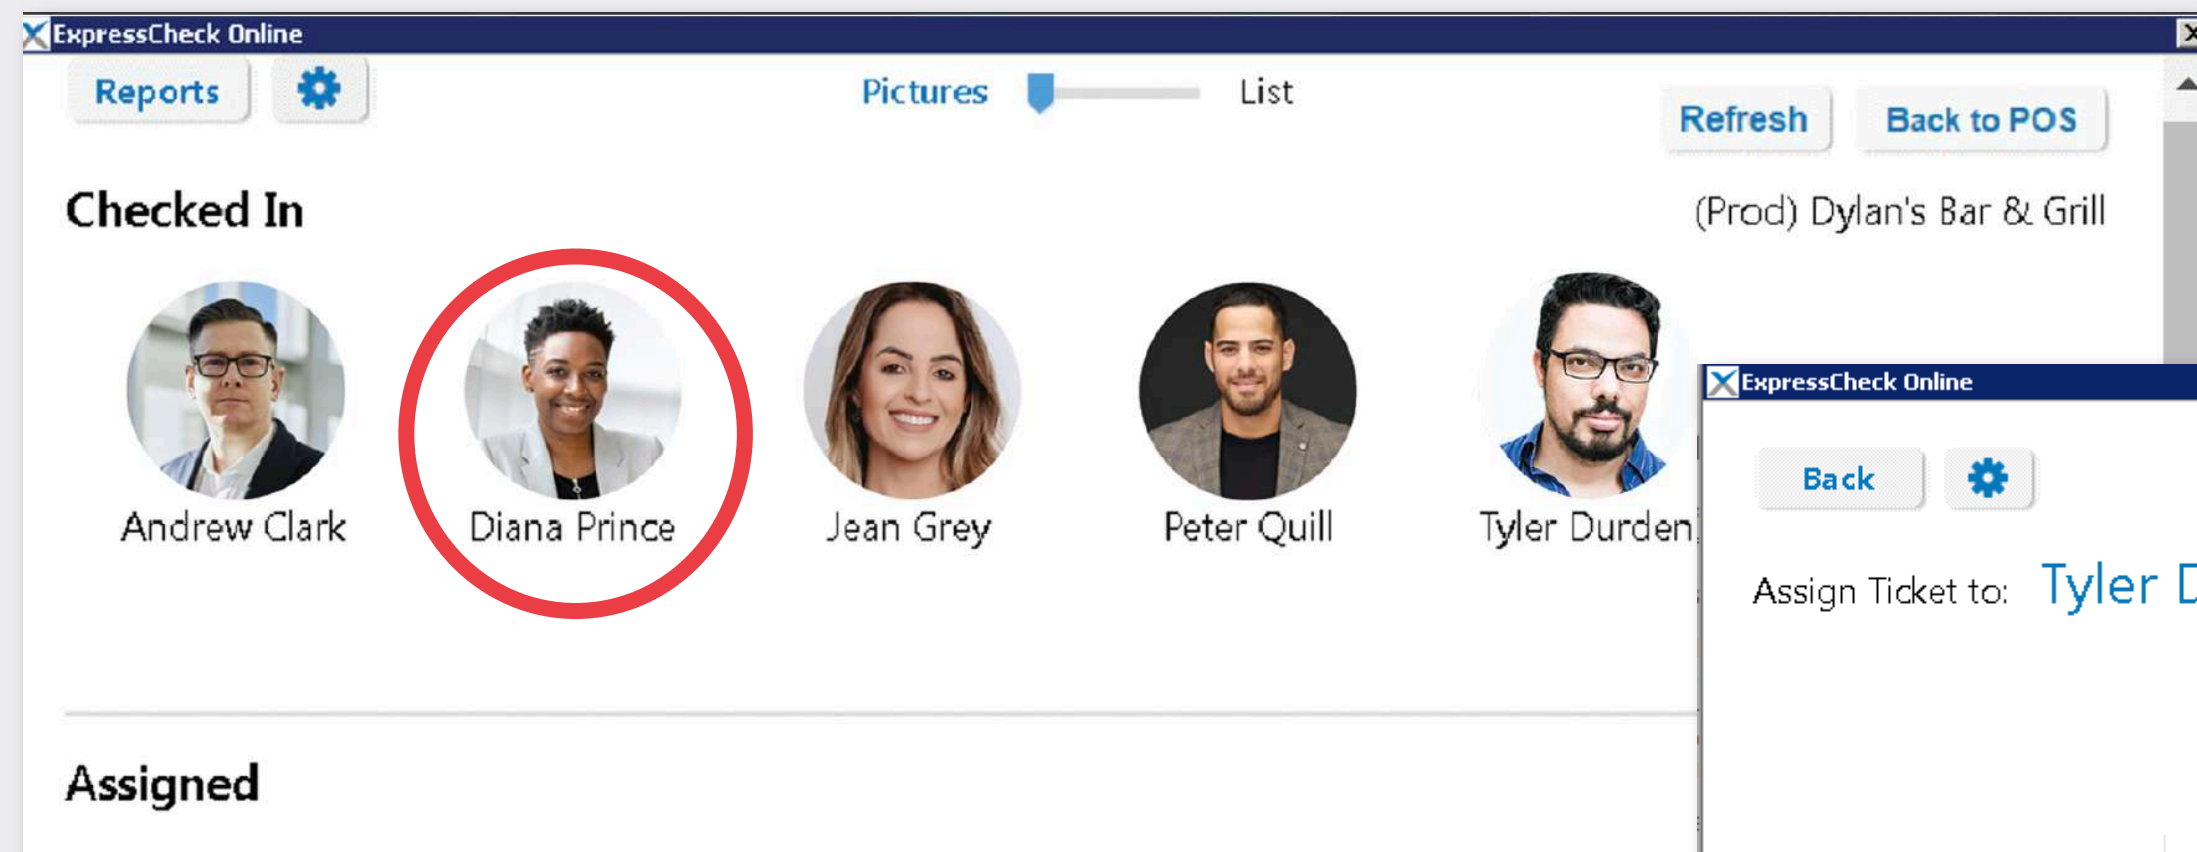 ExpressCheck Online
Reports
Pictures List
Refresh Back to POS
Checked In
(Prod) Dylan's Bar & Grill
Andrew Clark Diana Prince Jean Grey Peter Quill Tyler Durden
ExpressCheck Online
Back
Assign Ticket to: Tyler D
Assigned